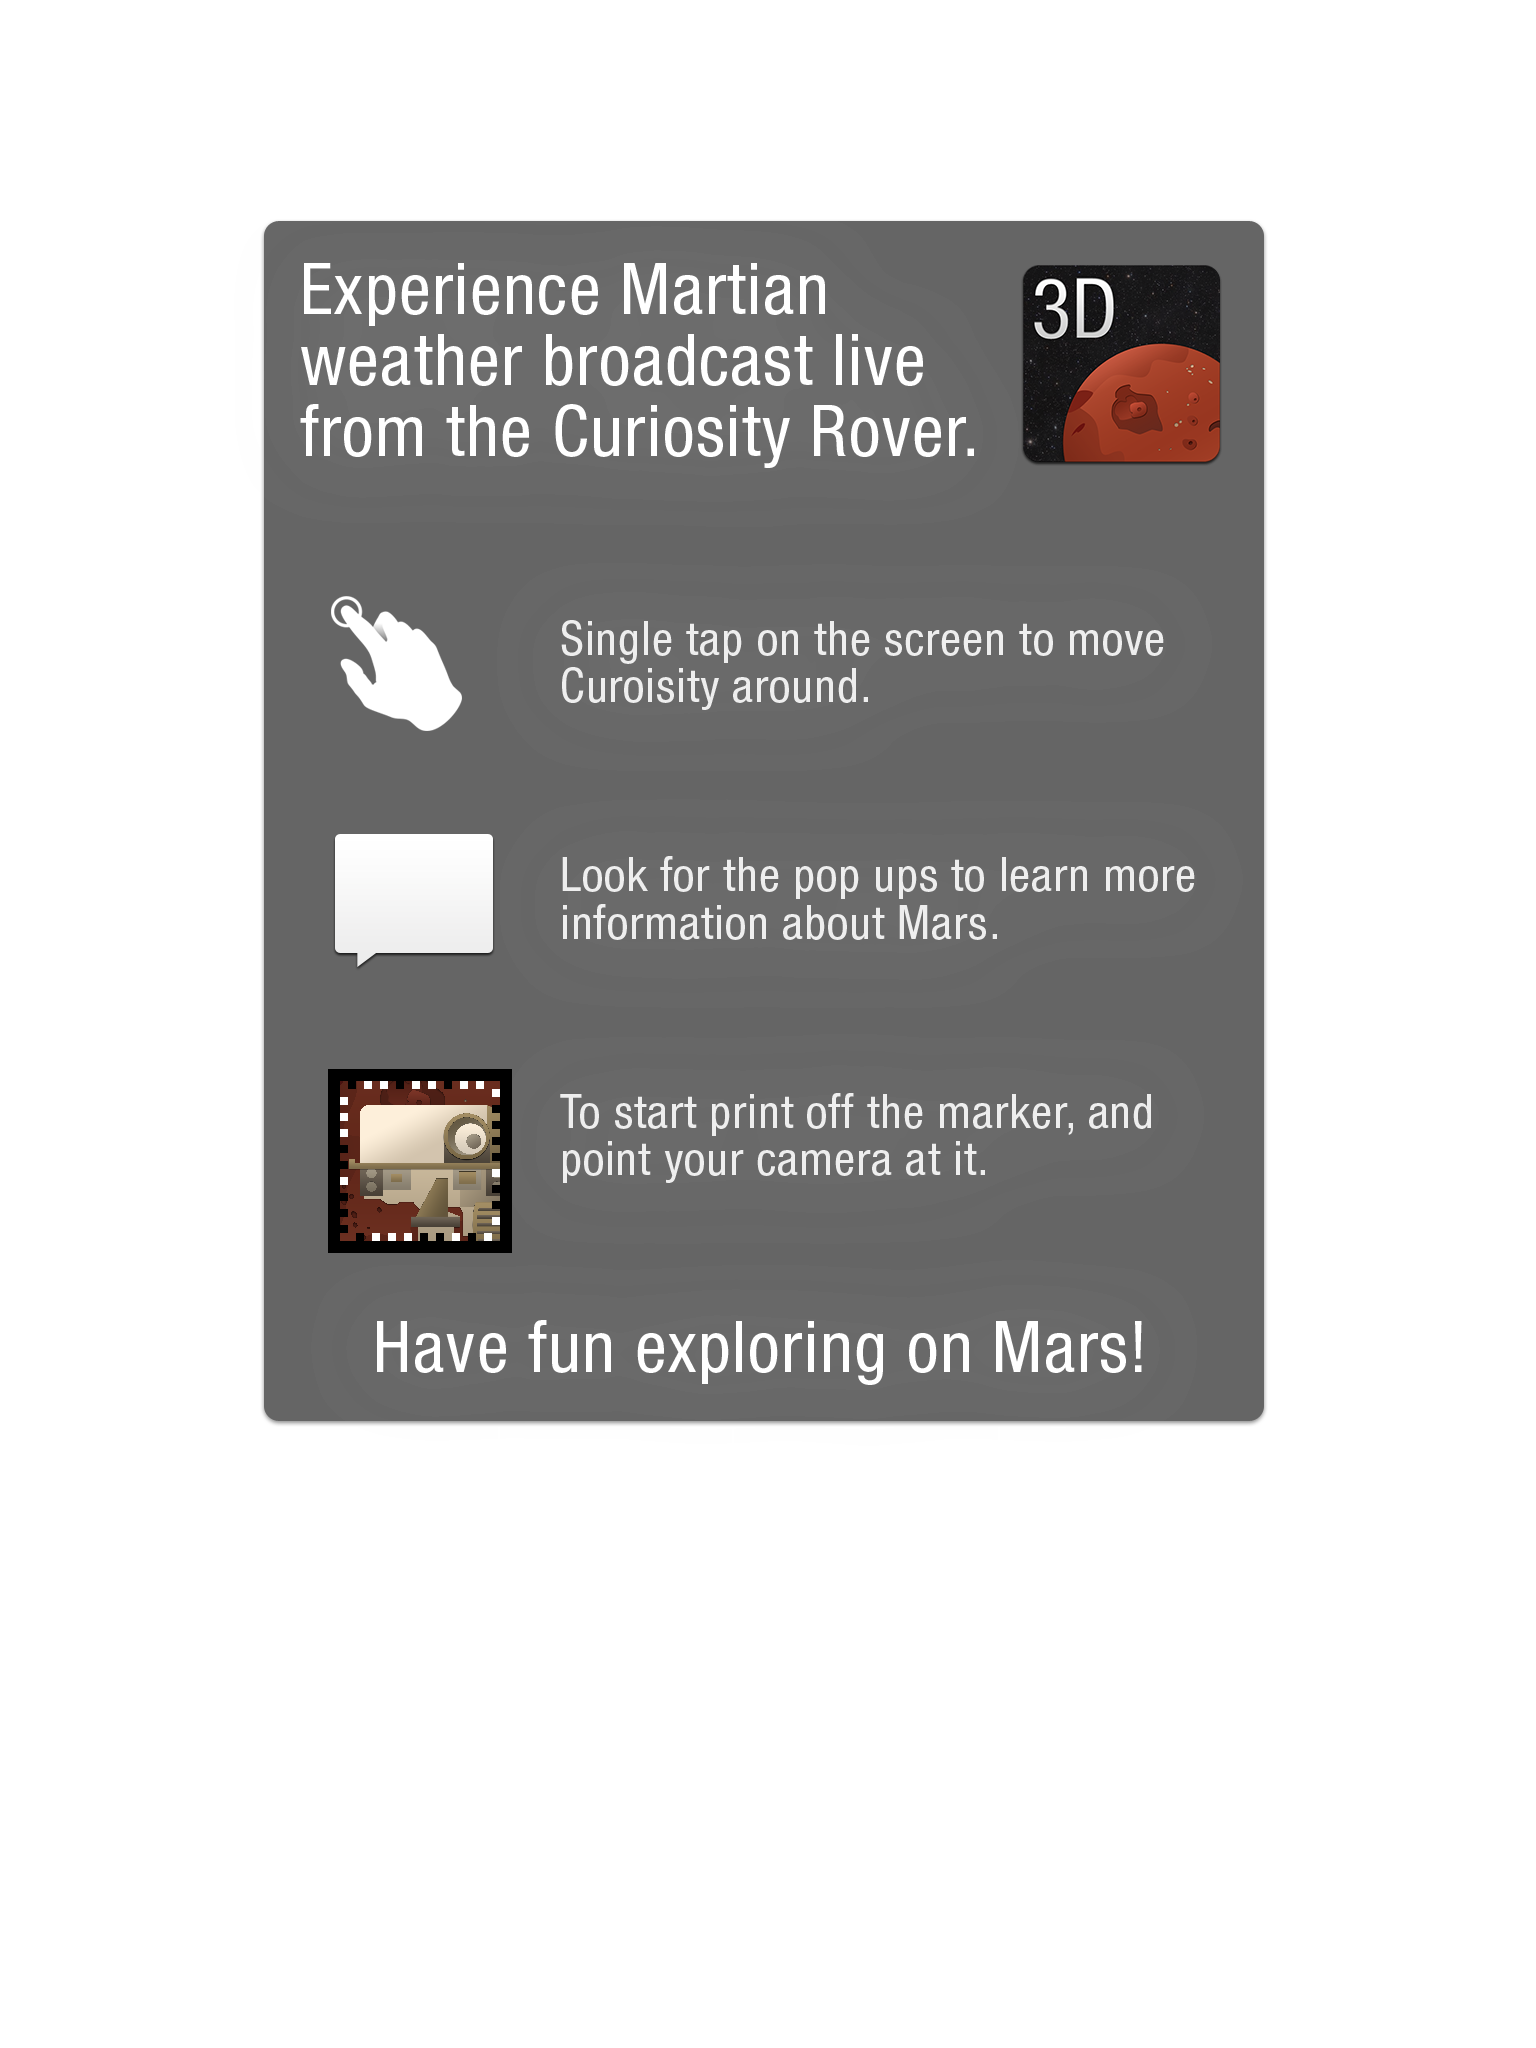 Experience Martian
weather broadcast live
from the Curiosity Rover.
3D
Single tap on the screen to move
Curoisity around.
Look for the pop ups to learn more
information about Mars.
To start print off the marker, and
point your camera at it.
Have fun exploring on Mars!